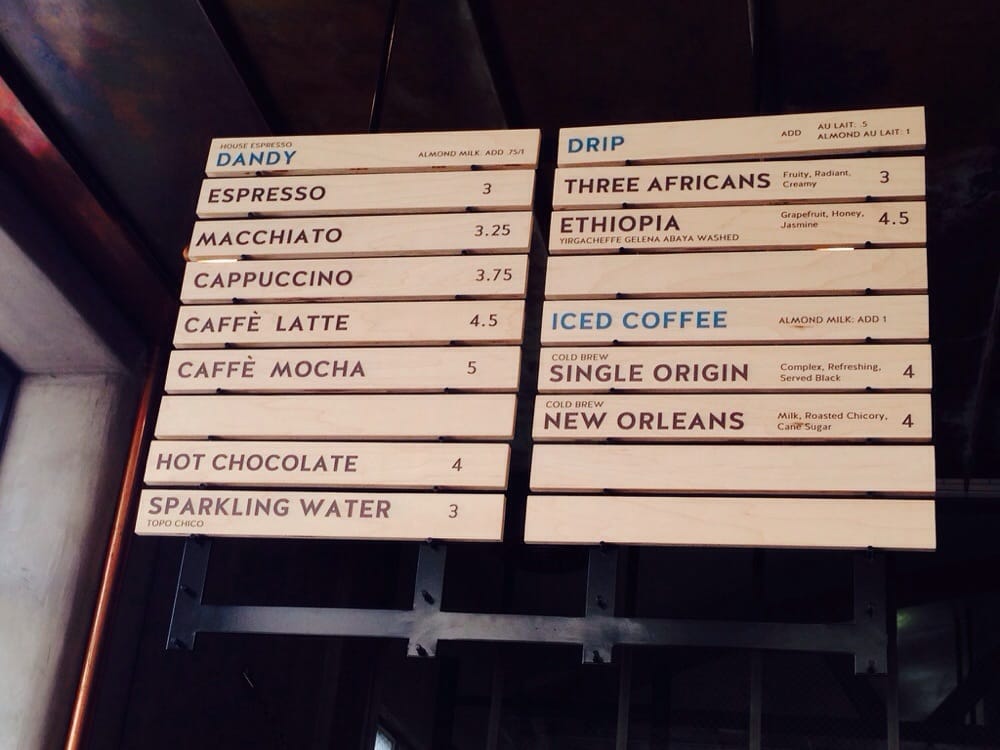 HOUSE ESPRESSO
DANDY ALMOND MILK: ADD .75/1
ESPRESSO 3
MACCHIATO 3.25
CAPPUCCINO 3.75
CAFFÈ LATTE 4.5
CAFFÈ MOCHA 5
HOT CHOCOLATE 4
SPARKLING WATER 3
TOPO CHICO
DRIP ADD AU LAIT: .5
ALMOND AU LAIT: 1
THREE AFRICANS Fruity, Radiant, 3
Creamy
ETHIOPIA Grapefruit, Honey, 4.5
Jasmine
YIRGACHEFFE GELENA ABAYA WASHED
ICED COFFEE ALMOND MILK: ADD 1
COLD BREW
SINGLE ORIGIN Complex, Refreshing, 4
Served Black
COLD BREW
NEW ORLEANS Milk, Roasted Chicory, 4
Cane Sugar